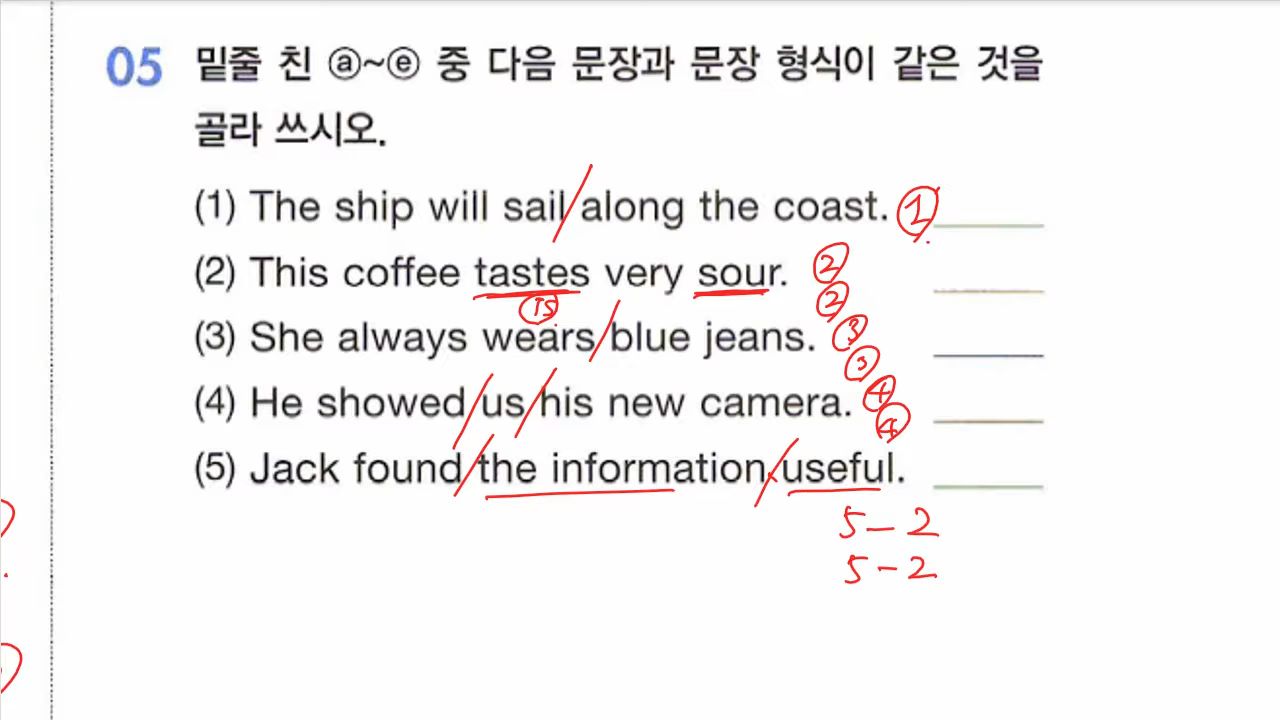 05 밑줄 친 ⓐ~ⓔ 중 다음 문장과 문장 형식이 같은 것을
골라 쓰시오.
(1) The ship will sail / along the coast. ①
(2) This coffee tastes very sour. ②
is ②
(3) She always wears / blue jeans. ③
③
(4) He showed / us / his new camera. ④
④
(5) Jack found / the information / useful.
5-2
5-2